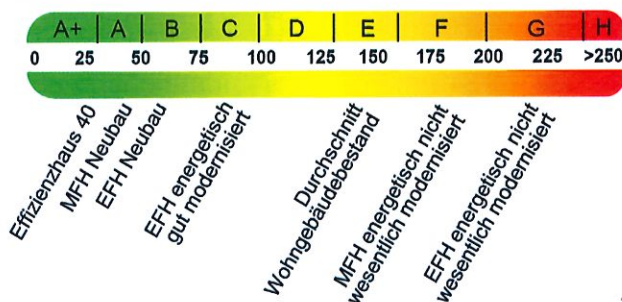 A+ A B C D E F G H
0 25 50 75 100 125 150 175 200 225 >250
Effizienzhaus 40
MFH Neubau
EFH Neubau
EFH energetisch
gut modernisiert
Durchschnitt
Wohngebäudebestand
MFH energetisch nicht
wesentlich modernisiert
EFH energetisch nicht
wesentlich modernisiert